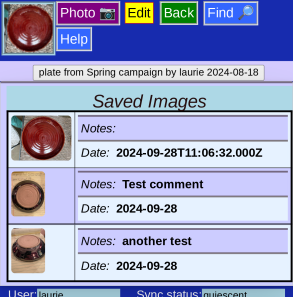 Photo 📷 Edit Back Find 🔎
Help
plate from Spring campaign by laurie 2024-08-18
Saved Images
Notes:
Date: 2024-09-28T11:06:32.000Z
Notes: Test comment
Date: 2024-09-28
Notes: another test
Date: 2024-09-28
User: laurie Sync status: quiescent